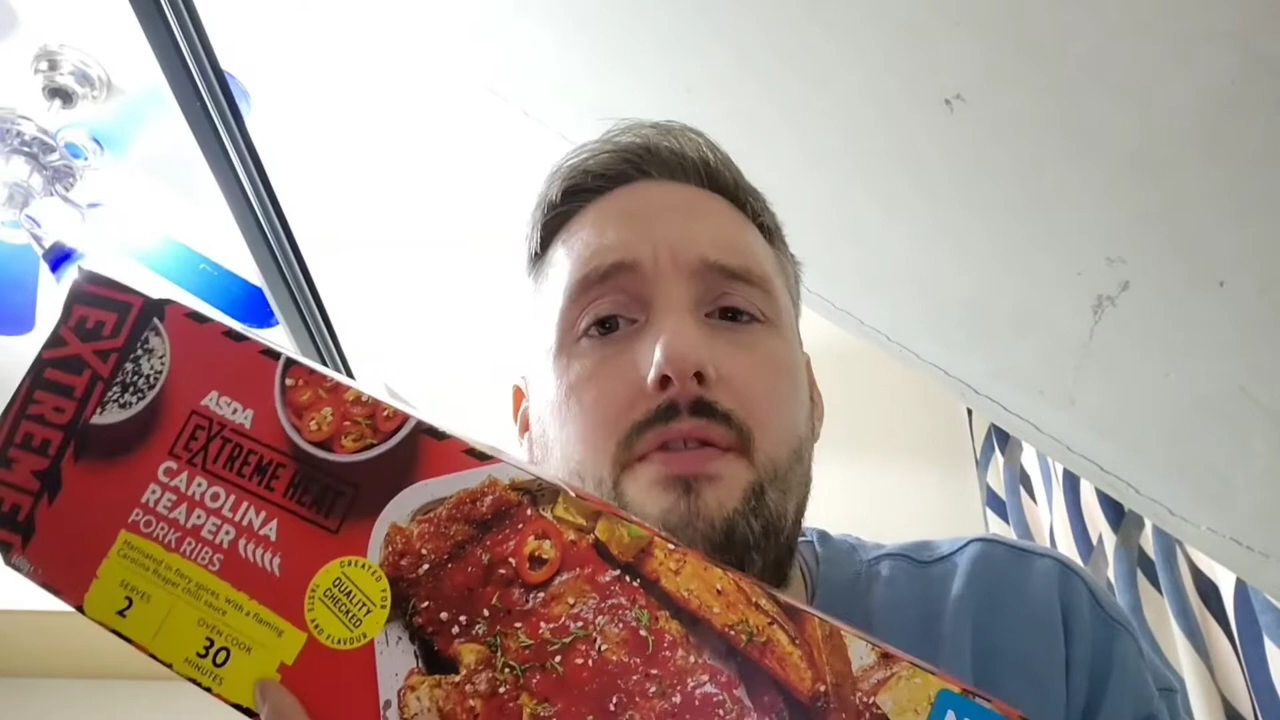 EXTREME
ASDA
EXTREME HEAT
CAROLINA
REAPER
PORK RIBS
Marinated in fiery spices, with a flaming
Carolina Reaper chilli sauce
SERVES
2
OVEN COOK
30
MINUTES
CREATED FOR
QUALITY
CHECKED
TASTE AND FLAVOUR